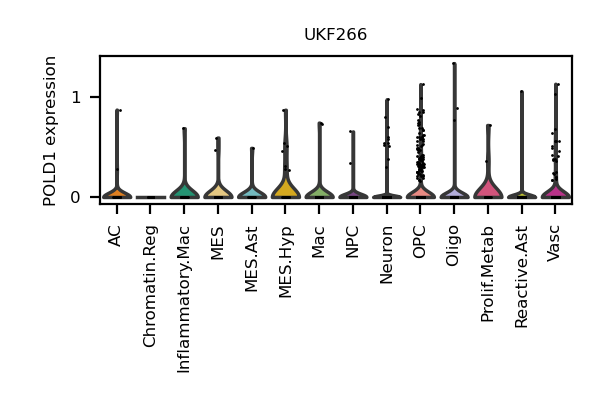 UKF266
POLD1 expression
1
0
AC
Chromatin.Reg
Inflammatory.Mac
MES
MES.Ast
MES.Hyp
Mac
NPC
Neuron
OPC
Oligo
Prolif.Metab
Reactive.Ast
Vasc